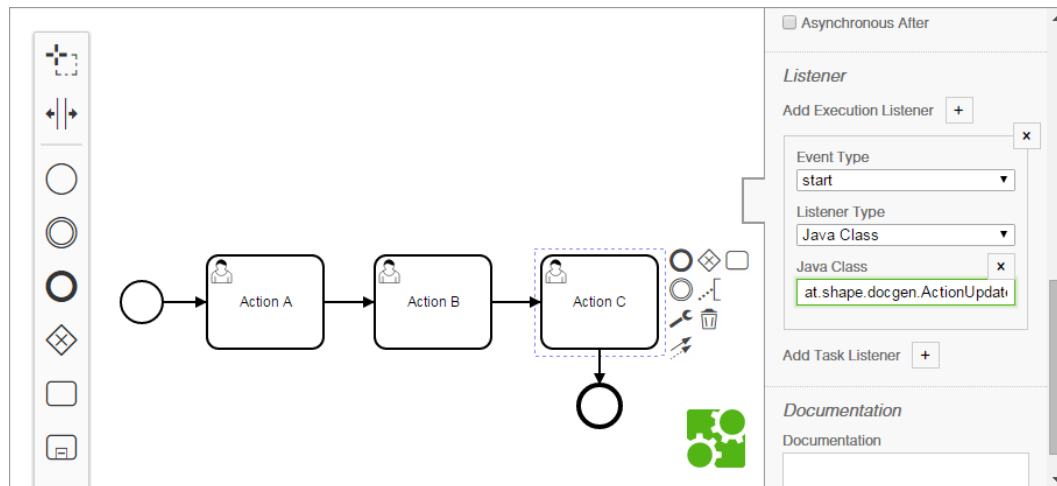 Asynchronous After
Listener
Add Execution Listener +
x
Event Type
start
Listener Type
Java Class
Java Class x
at.shape.docgen.ActionUpdat
Add Task Listener +
Documentation
Documentation
Action A
Action B
Action C